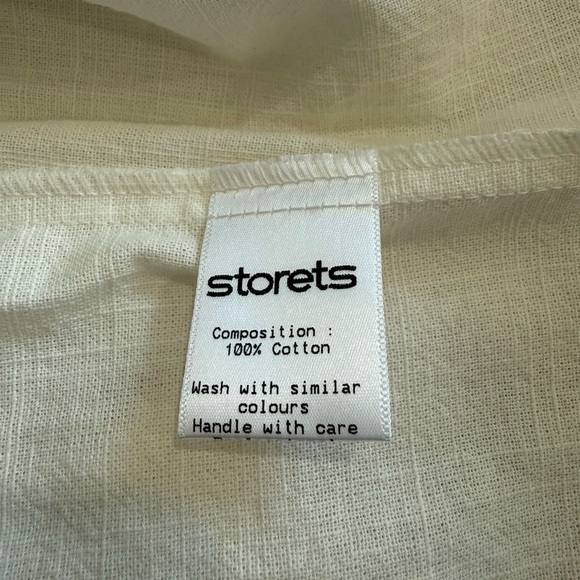 storets
Composition :
100% Cotton
Wash with similar
colours
Handle with care